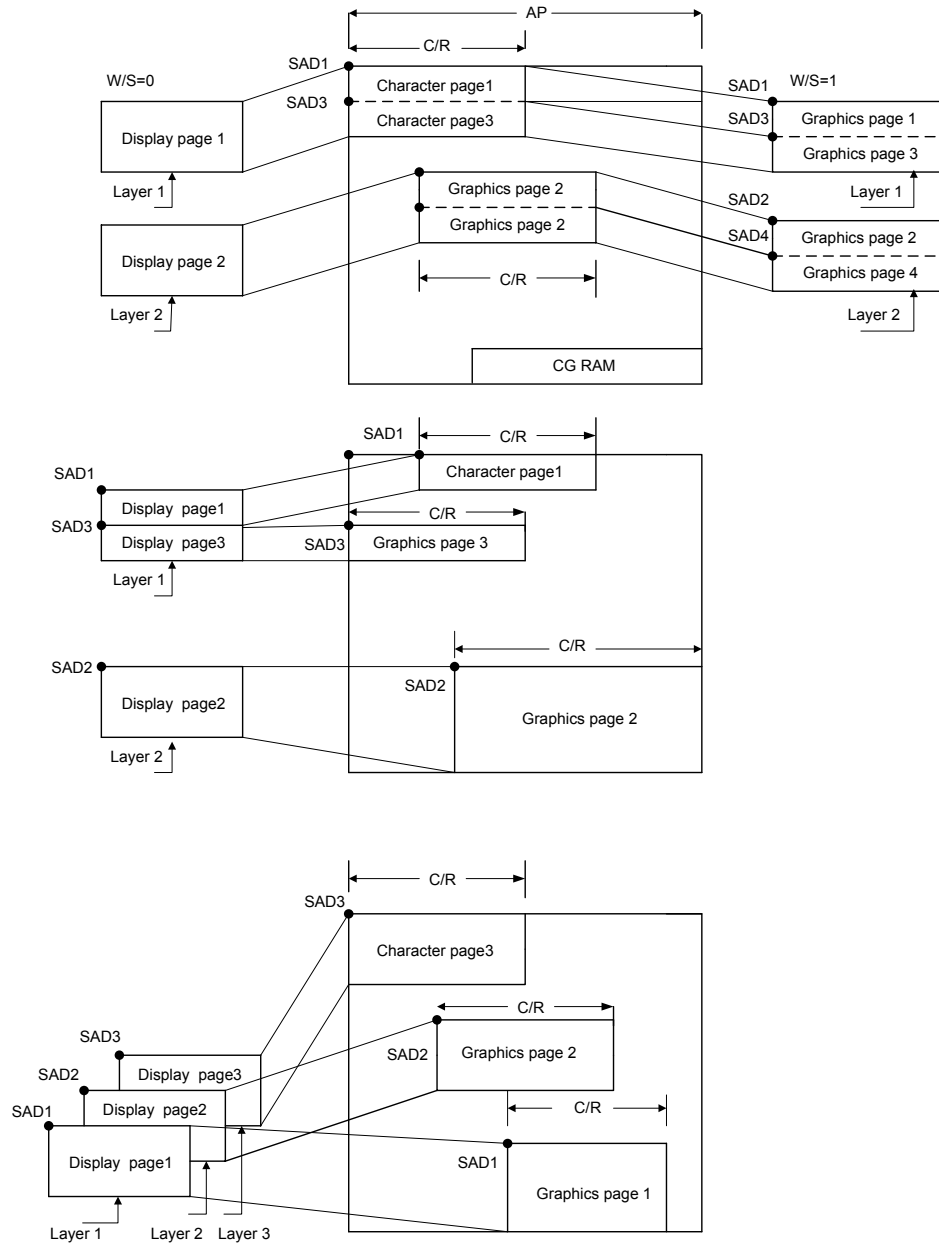 AP
C/R
SAD1
W/S=0
Character page1
SAD1
W/S=1
SAD3
Display page 1
Character page3
SAD3
Graphics page 1
Graphics page 3
Layer 1
Layer 1
Graphics page 2
SAD2
Graphics page 2
SAD4
Graphics page 2
Display page 2
Graphics page 4
C/R
Layer 2
Layer 2
CG RAM
SAD1
C/R
SAD1
Character page1
Display page1
C/R
SAD3
Display page3
SAD3
Graphics page 3
Layer 1
C/R
SAD2
SAD2
Display page2
Graphics page 2
Layer 2
C/R
SAD3
Character page3
C/R
SAD3
SAD2
Graphics page 2
Display page3
SAD2
Display page2
C/R
SAD1
Display page1
SAD1
Graphics page 1
Layer 1
Layer 2
Layer 3